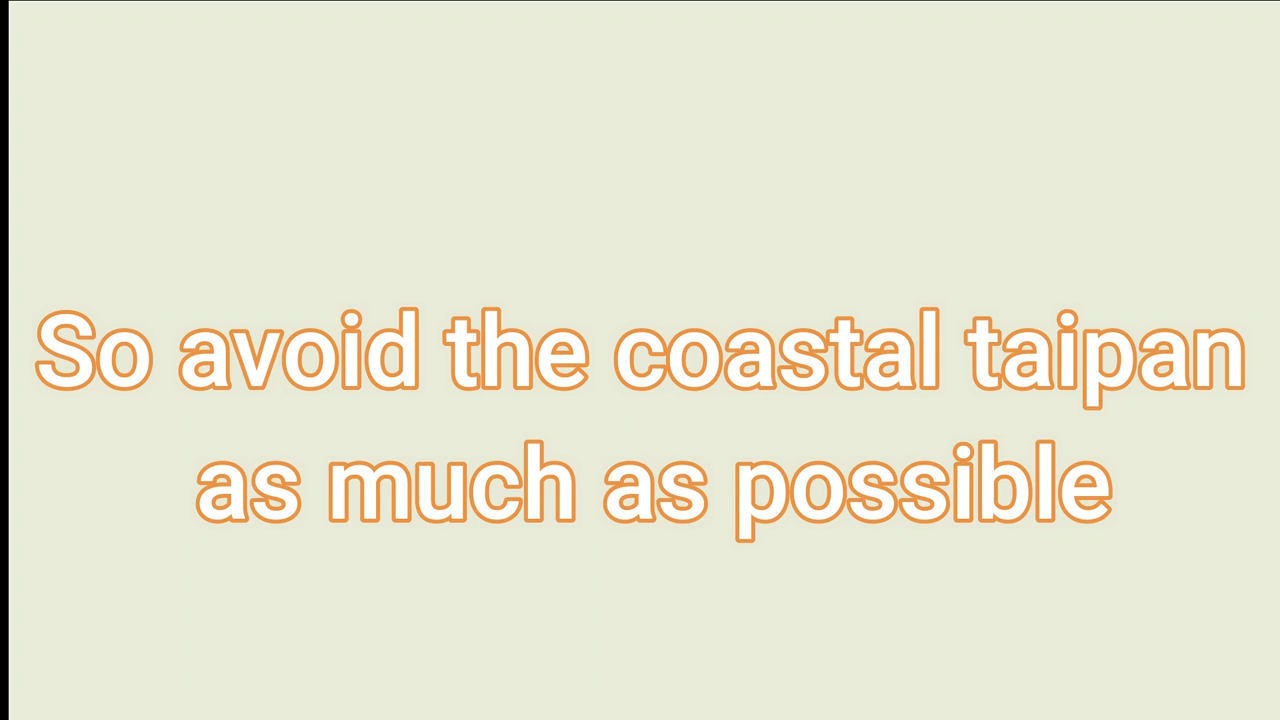 So avoid the coastal taipan
as much as possible